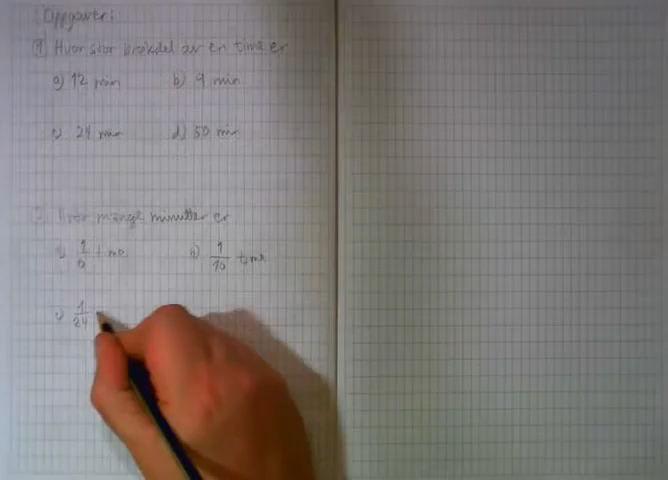 Oppgaver:
1) Hvor stor brøkdel av en time er
a) 12 min b) 9 min
c) 24 min d) 50 min
2) Hvor mange minutter er
a) 1/6 time b) 1/10 time
c) 1/24